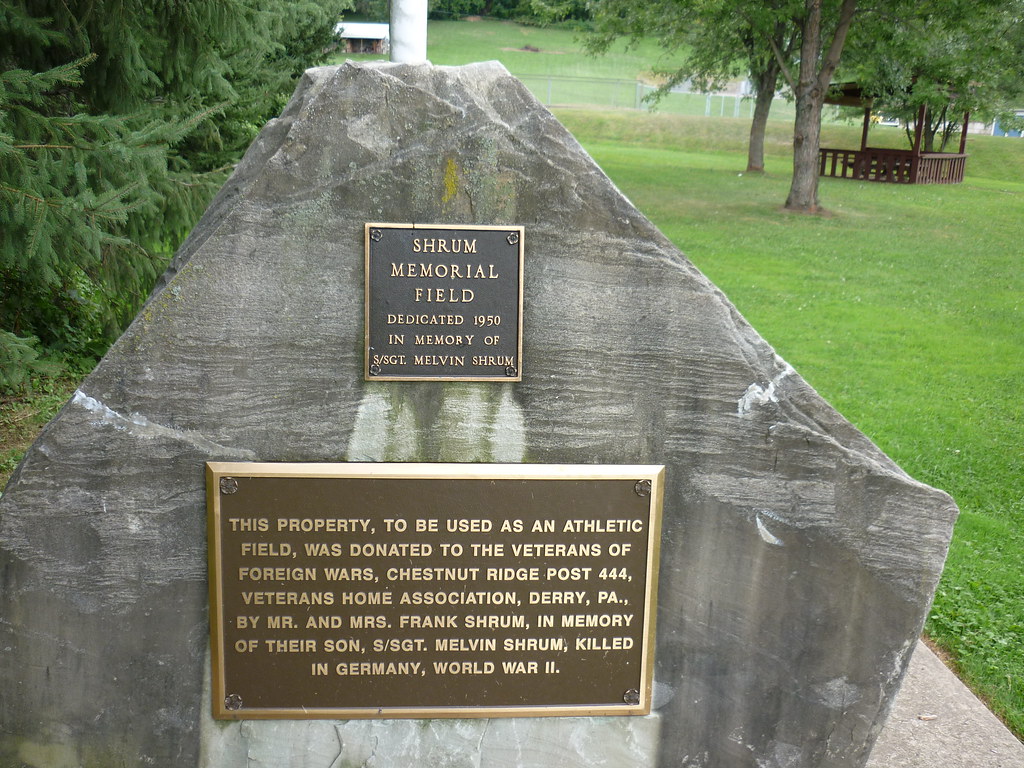 SHRUM
MEMORIAL
FIELD
DEDICATED 1950
IN MEMORY OF
S/SGT. MELVIN SHRUM
THIS PROPERTY, TO BE USED AS AN ATHLETIC
FIELD, WAS DONATED TO THE VETERANS OF
FOREIGN WARS, CHESTNUT RIDGE POST 444,
VETERANS HOME ASSOCIATION, DERRY, PA.,
BY MR. AND MRS. FRANK SHRUM, IN MEMORY
OF THEIR SON, S/SGT. MELVIN SHRUM, KILLED
IN GERMANY, WORLD WAR II.